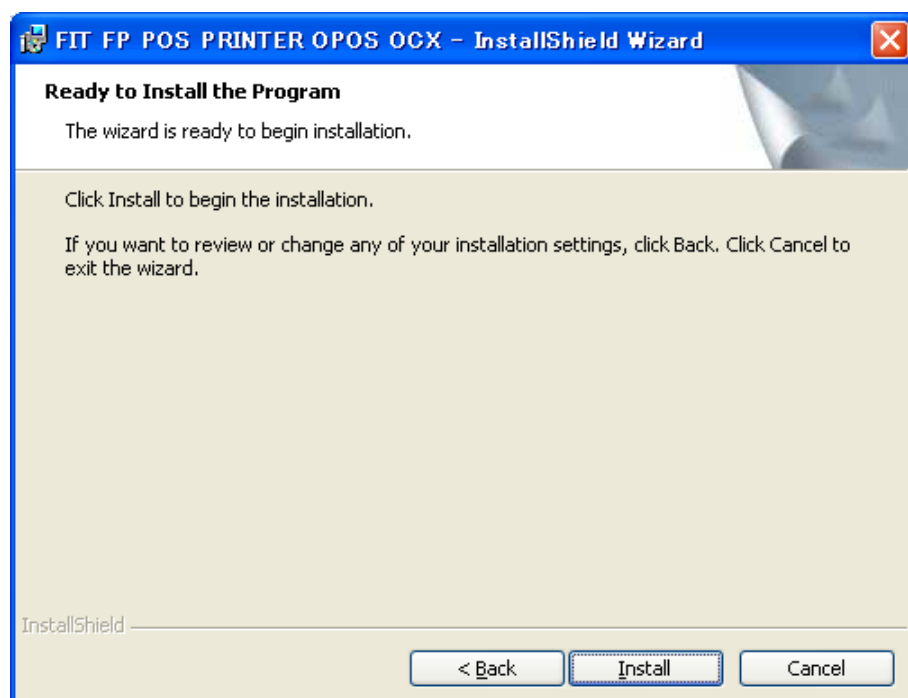 FIT FP POS PRINTER OPOS OCX - InstallShield Wizard
Ready to Install the Program
The wizard is ready to begin installation.
Click Install to begin the installation.
If you want to review or change any of your installation settings, click Back. Click Cancel to
exit the wizard.
InstallShield
< Back
Install
Cancel